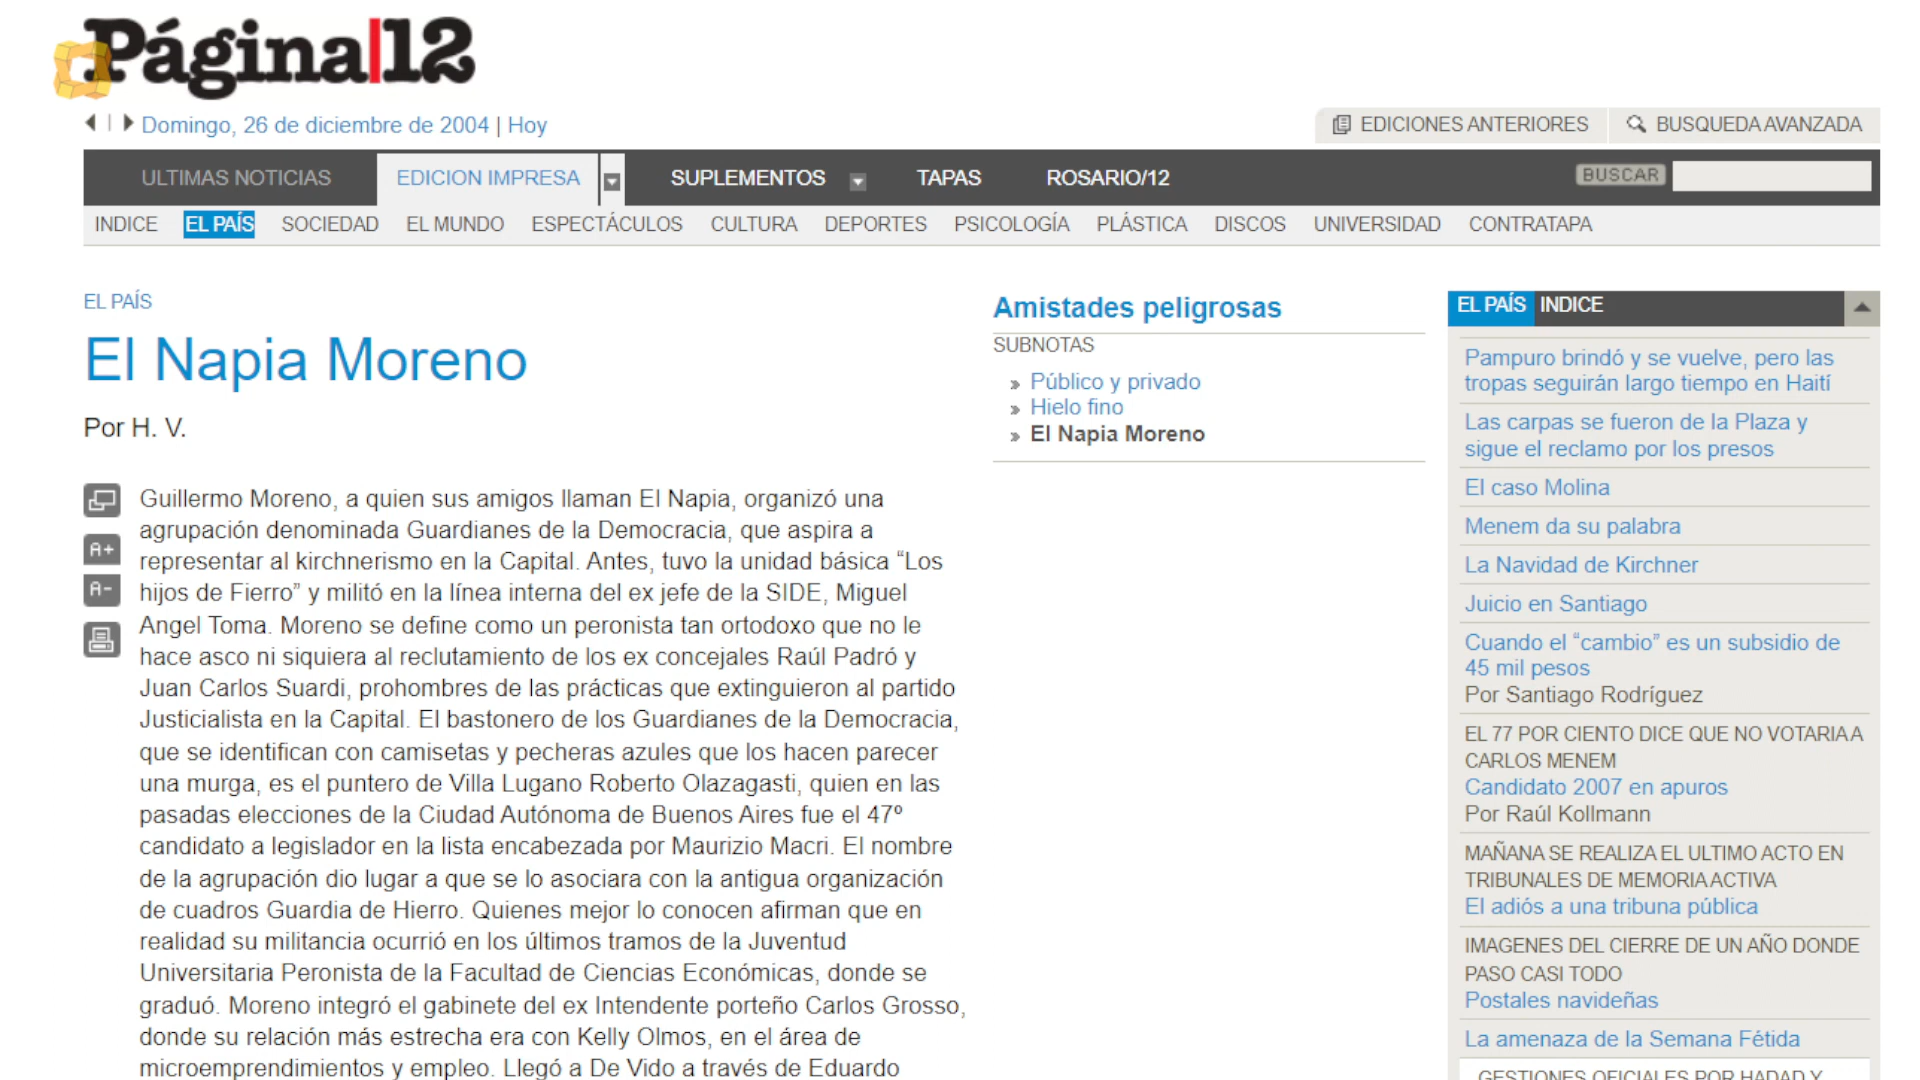 Página|12
Domingo, 26 de diciembre de 2004 | Hoy
EDICIONES ANTERIORES
BUSQUEDA AVANZADA
ULTIMAS NOTICIAS
EDICION IMPRESA
SUPLEMENTOS
TAPAS
ROSARIO/12
BUSCAR
INDICE
EL PAÍS
SOCIEDAD
EL MUNDO
ESPECTÁCULOS
CULTURA
DEPORTES
PSICOLOGÍA
PLÁSTICA
DISCOS
UNIVERSIDAD
CONTRATAPA
EL PAÍS
El Napia Moreno
Por H. V.
A+
A-
Guillermo Moreno, a quien sus amigos llaman El Napia, organizó una
agrupación denominada Guardianes de la Democracia, que aspira a
representar al kirchnerismo en la Capital. Antes, tuvo la unidad básica “Los
hijos de Fierro” y militó en la línea interna del ex jefe de la SIDE, Miguel
Angel Toma. Moreno se define como un peronista tan ortodoxo que no le
hace asco ni siquiera al reclutamiento de los ex concejales Raúl Padró y
Juan Carlos Suardi, prohombres de las prácticas que extinguieron al partido
Justicialista en la Capital. El bastonero de los Guardianes de la Democracia,
que se identifican con camisetas y pecheras azules que los hacen parecer
una murga, es el puntero de Villa Lugano Roberto Olazagasti, quien en las
pasadas elecciones de la Ciudad Autónoma de Buenos Aires fue el 47º
candidato a legislador en la lista encabezada por Maurizio Macri. El nombre
de la agrupación dio lugar a que se lo asociara con la antigua organización
de cuadros Guardia de Hierro. Quienes mejor lo conocen afirman que en
realidad su militancia ocurrió en los últimos tramos de la Juventud
Universitaria Peronista de la Facultad de Ciencias Económicas, donde se
graduó. Moreno integró el gabinete del ex Intendente porteño Carlos Grosso,
donde su relación más estrecha era con Kelly Olmos, en el área de
microemprendimientos y empleo. Llegó a De Vido a través de Eduardo
Amistades peligrosas
SUBNOTAS
» Público y privado
» Hielo fino
» El Napia Moreno
EL PAÍS INDICE
Pampuro brindó y se vuelve, pero las
tropas seguirán largo tiempo en Haití
Las carpas se fueron de la Plaza y
sigue el reclamo por los presos
El caso Molina
Menem da su palabra
La Navidad de Kirchner
Juicio en Santiago
Cuando el “cambio” es un subsidio de
45 mil pesos
Por Santiago Rodríguez
EL 77 POR CIENTO DICE QUE NO VOTARIA A
CARLOS MENEM
Candidato 2007 en apuros
Por Raúl Kollmann
MAÑANA SE REALIZA EL ULTIMO ACTO EN
TRIBUNALES DE MEMORIA ACTIVA
El adiós a una tribuna pública
IMAGENES DEL CIERRE DE UN AÑO DONDE
PASO CASI TODO
Postales navideñas
La amenaza de la Semana Fétida
GESTIONES OFICIALES POR HADAD Y